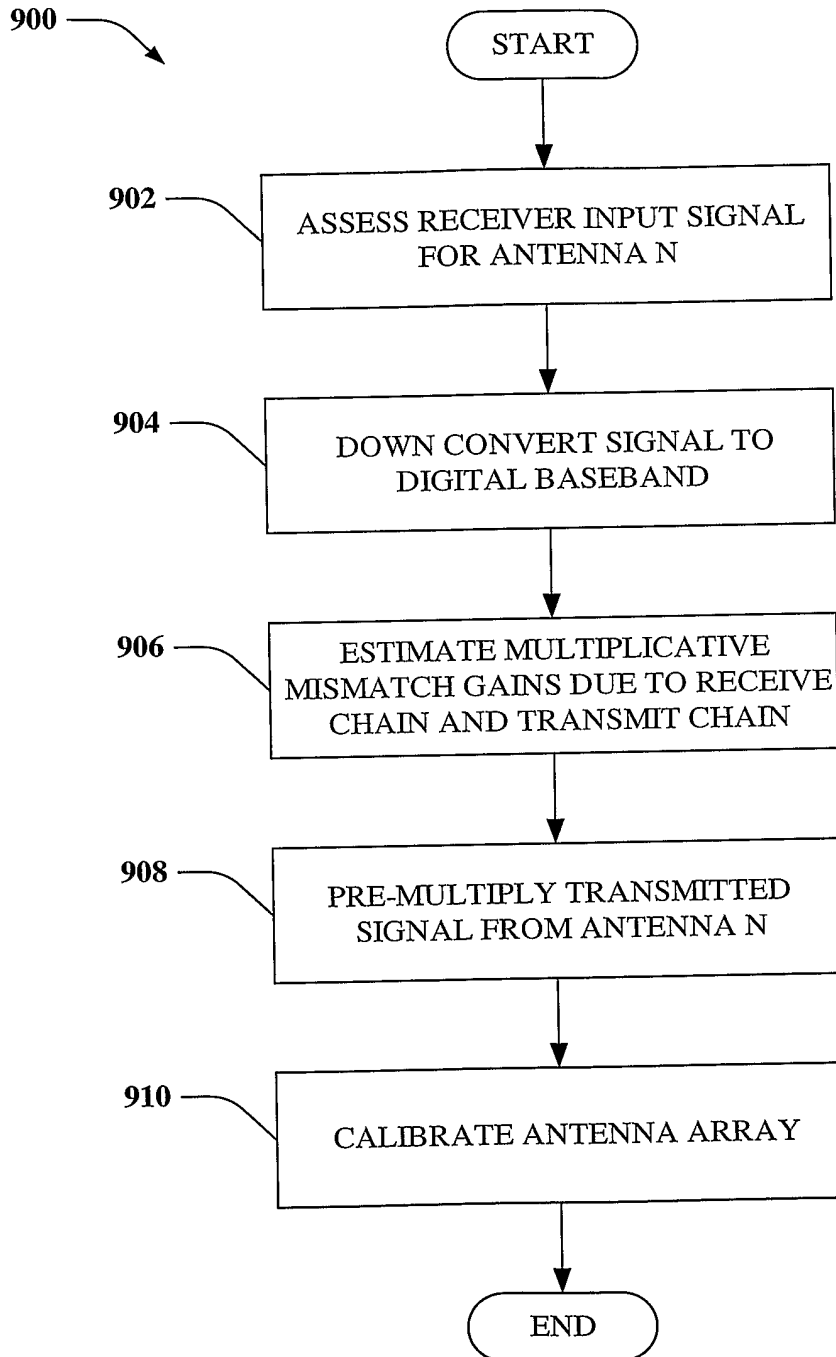 900
START
902
ASSESS RECEIVER INPUT SIGNAL
FOR ANTENNA N
904
DOWN CONVERT SIGNAL TO
DIGITAL BASEBAND
906
ESTIMATE MULTIPLICATIVE
MISMATCH GAINS DUE TO RECEIVE
CHAIN AND TRANSMIT CHAIN
908
PRE-MULTIPLY TRANSMITTED
SIGNAL FROM ANTENNA N
910
CALIBRATE ANTENNA ARRAY
END